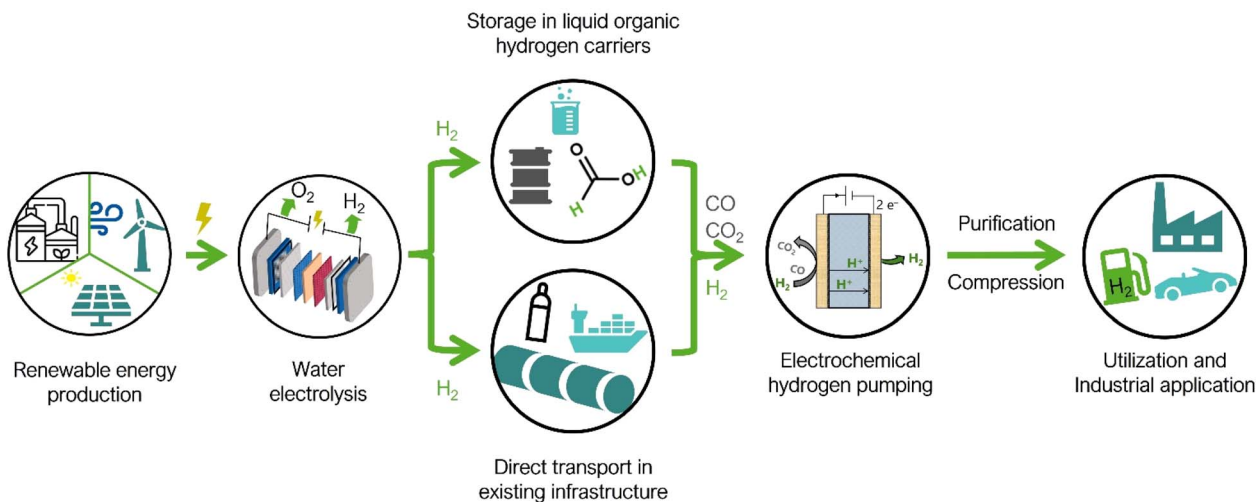 Storage in liquid organic
hydrogen carriers
H₂
O
OH
H
O₂
H₂
CO
CO₂
H₂
2 e⁻
CO₂
CO
H₂
H⁺
H⁺
H₂
Purification
Compression
H₂
Renewable energy
production
Water
electrolysis
H₂
Electrochemical
hydrogen pumping
Utilization and
Industrial application
Direct transport in
existing infrastructure